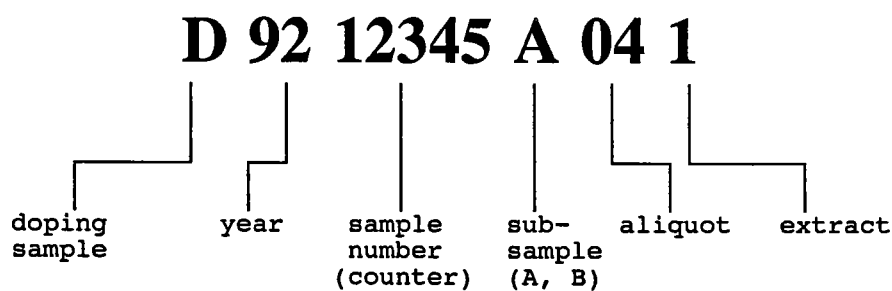 D 92 12345 A 04 1
doping sample
year
sample number (counter)
sub-sample (A, B)
aliquot
extract